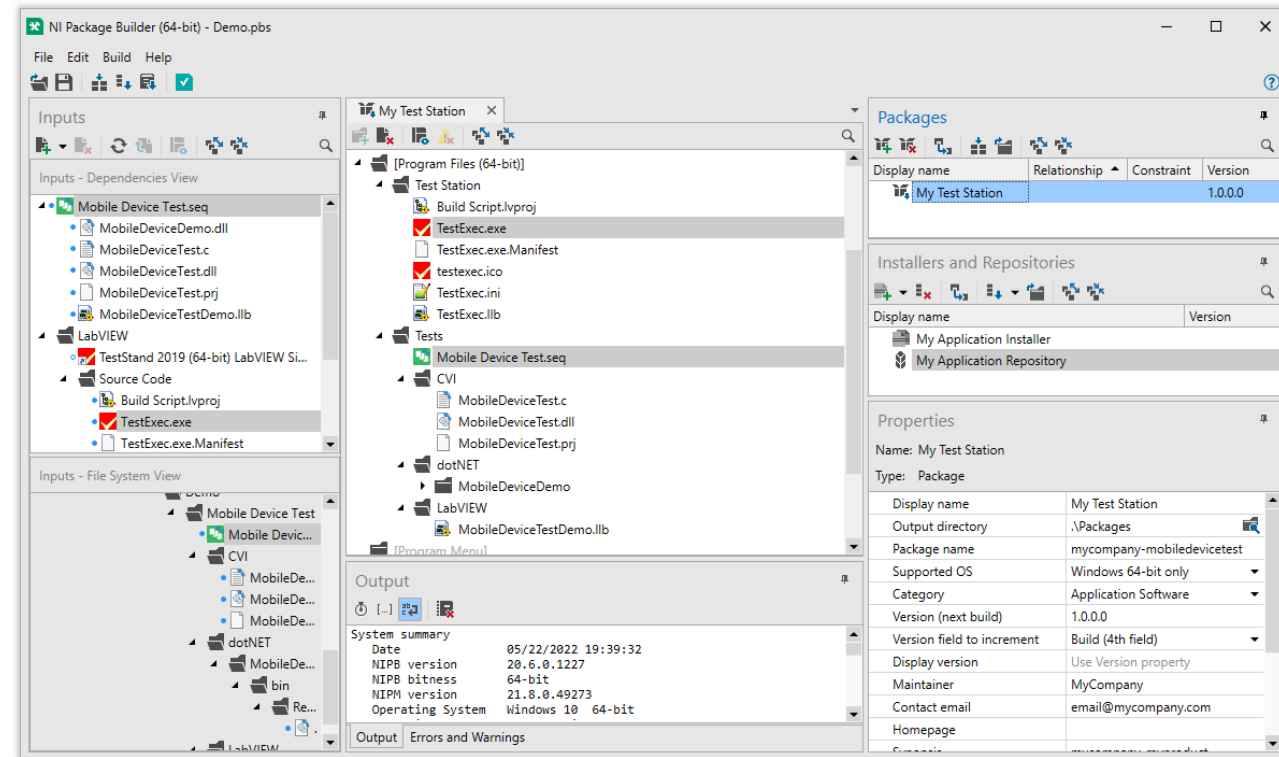 NI Package Builder (64-bit) - Demo.pbs
File Edit Build Help
Inputs
Inputs - Dependencies View
Mobile Device Test.seq
MobileDeviceDemo.dll
MobileDeviceTest.c
MobileDeviceTest.dll
MobileDeviceTest.prj
MobileDeviceTestDemo.llb
LabVIEW
TestStand 2019 (64-bit) LabVIEW Si...
Source Code
Build Script.lvproj
TestExec.exe
TestExec.exe.Manifest
Inputs - File System View
Demo
Mobile Device Test
Mobile Devic...
CVI
MobileDe...
MobileDe...
MobileDe...
dotNET
MobileDe...
bin
Re...
.
LabVIEW
My Test Station
[Program Files (64-bit)]
Test Station
Build Script.lvproj
TestExec.exe
TestExec.exe.Manifest
testexec.ico
TestExec.ini
TestExec.llb
Tests
Mobile Device Test.seq
CVI
MobileDeviceTest.c
MobileDeviceTest.dll
MobileDeviceTest.prj
dotNET
MobileDeviceDemo
LabVIEW
MobileDeviceTestDemo.llb
[Program Menu]
Output
System summary
Date 05/22/2022 19:39:32
NIPB version 20.6.0.1227
NIPB bitness 64-bit
NIPM version 21.8.0.49273
Operating System Windows 10 64-bit
Output Errors and Warnings
Packages
Display name Relationship Constraint Version
My Test Station 1.0.0.0
Installers and Repositories
Display name Version
My Application Installer
My Application Repository
Properties
Name: My Test Station
Type: Package
Display name My Test Station
Output directory .\Packages
Package name mycompany-mobiledevicetest
Supported OS Windows 64-bit only
Category Application Software
Version (next build) 1.0.0.0
Version field to increment Build (4th field)
Display version Use Version property
Maintainer MyCompany
Contact email email@mycompany.com
Homepage
Synopsis mycompany-myproduct